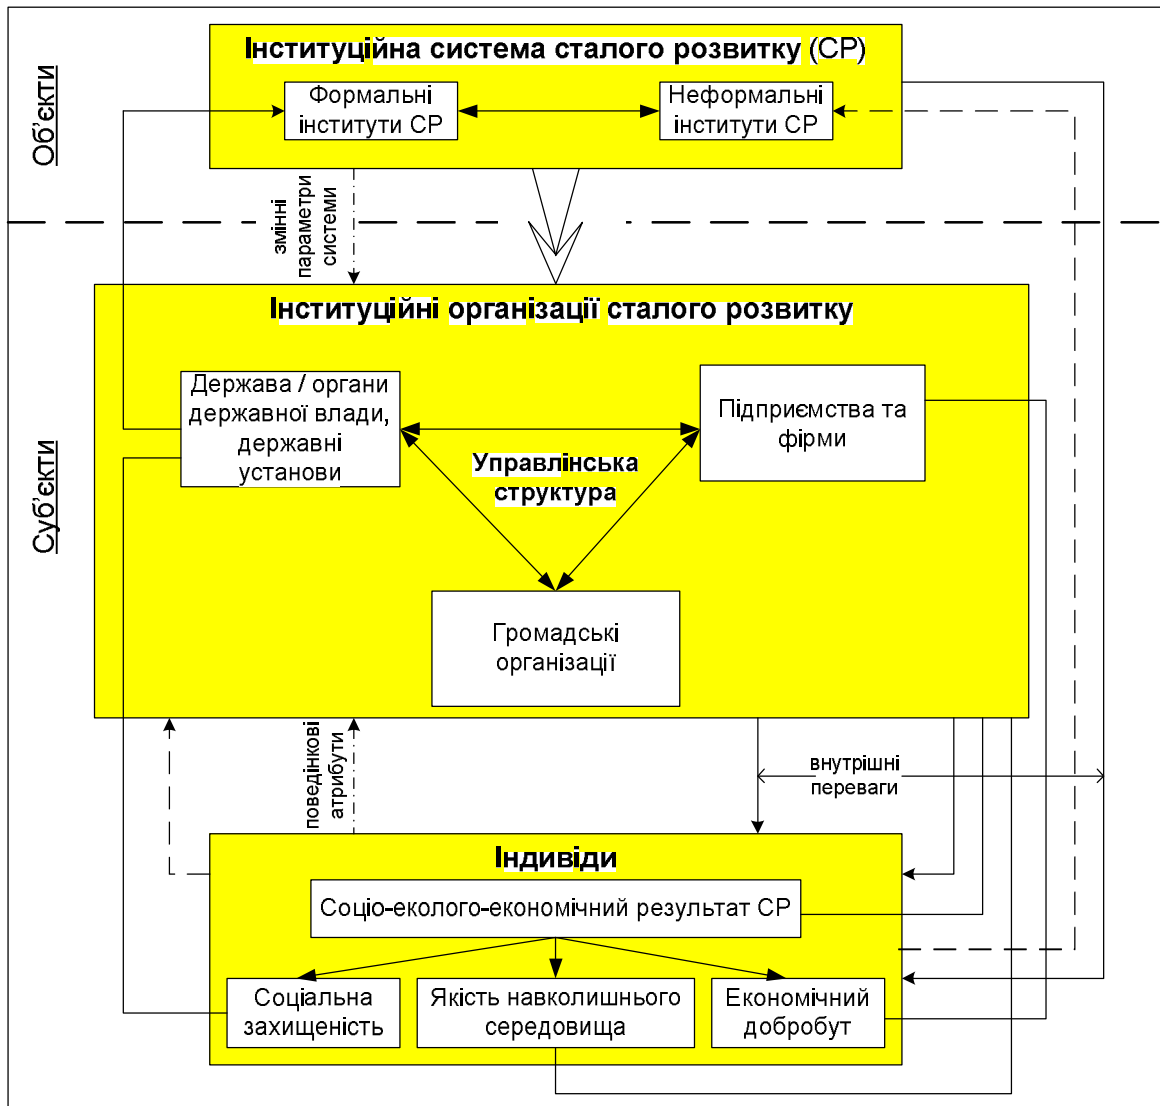 Об'єкти
Інституційна система сталого розвитку (СР)
Формальні
інститути СР
Неформальні
інститути СР
змінні
параметри
системи
Суб'єкти
Інституційні організації сталого розвитку
Держава / органи
державної влади,
державні
установи
Підприємства та
фірми
Управлінська
структура
Громадські
організації
поведінкові
атрибути
внутрішні
переваги
Індивіди
Соціо-еколого-економічний результат СР
Соціальна
захищеність
Якість навколишнього
середовища
Економічний
добробут